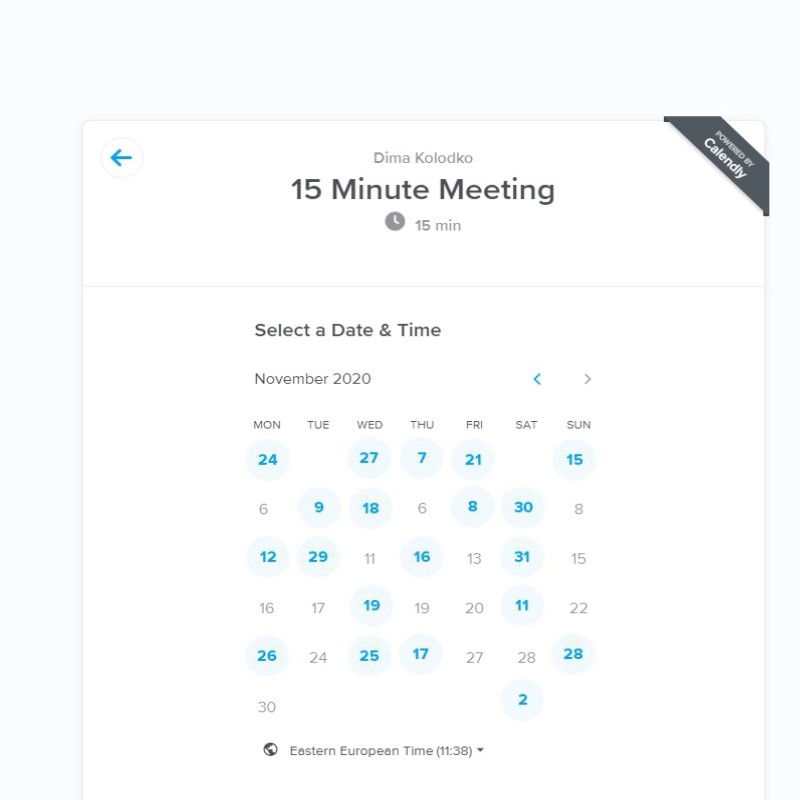 POWERED BY
Calendly
Dima Kolodko
15 Minute Meeting
15 min
Select a Date & Time
November 2020
MON TUE WED THU FRI SAT SUN
24 27 7 21 15
6 9 18 6 8 30 8
12 29 11 16 13 31 15
16 17 19 19 20 11 22
26 24 25 17 27 28 28
30 2
Eastern European Time (11:38)